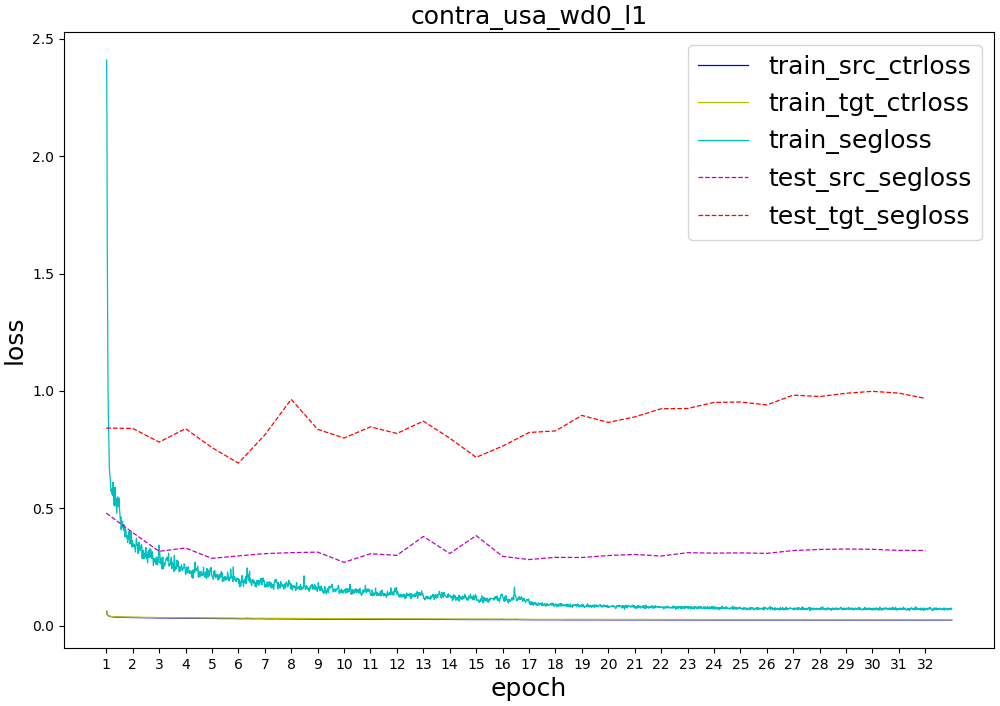 contra_usa_wd0_l1
2.5
2.0
1.5
1.0
0.5
0.0
loss
train_src_ctrloss
train_tgt_ctrloss
train_segloss
test_src_segloss
test_tgt_segloss
1 2 3 4 5 6 7 8 9 10 11 12 13 14 15 16 17 18 19 20 21 22 23 24 25 26 27 28 29 30 31 32
epoch